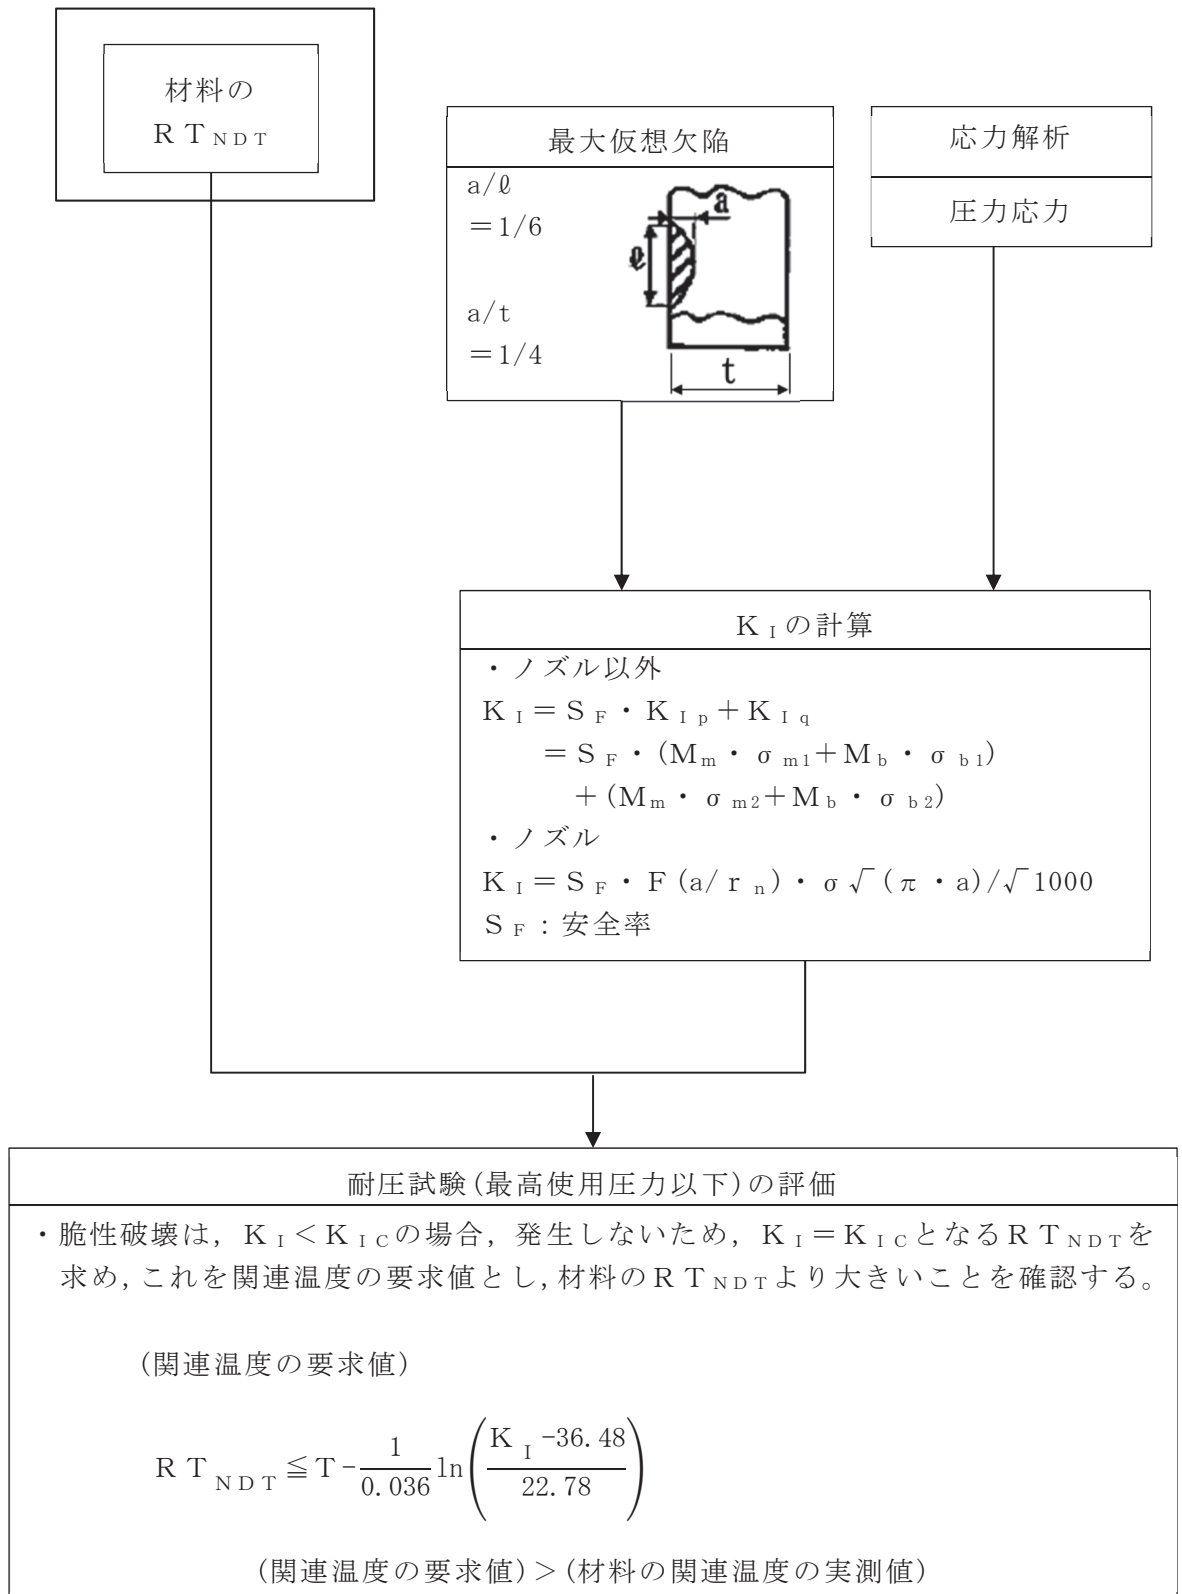 材料の
ＲＴNDT
最大仮想欠陥
a/ℓ
＝1/6
a/t
＝1/4
a
ℓ
t
応力解析
圧力応力
ＫIの計算
・ノズル以外
ＫI＝ＳF・ＫIp＋ＫIq
＝ＳF・(Ｍm・σm1＋Ｍb・σb1)
＋(Ｍm・σm2＋Ｍb・σb2)
・ノズル
ＫI＝ＳF・Ｆ(a/rn)・σ√(π・a)/√1000
ＳF：安全率
耐圧試験(最高使用圧力以下)の評価
・脆性破壊は，ＫI＜ＫICの場合，発生しないため，ＫI＝ＫICとなるＲＴNDTを
求め，これを関連温度の要求値とし，材料のＲＴNDTより大きいことを確認する。
(関連温度の要求値)
ＲＴNDT≦Ｔ-1/0.036 ln((ＫI-36.48)/22.78)
(関連温度の要求値)＞(材料の関連温度の実測値)